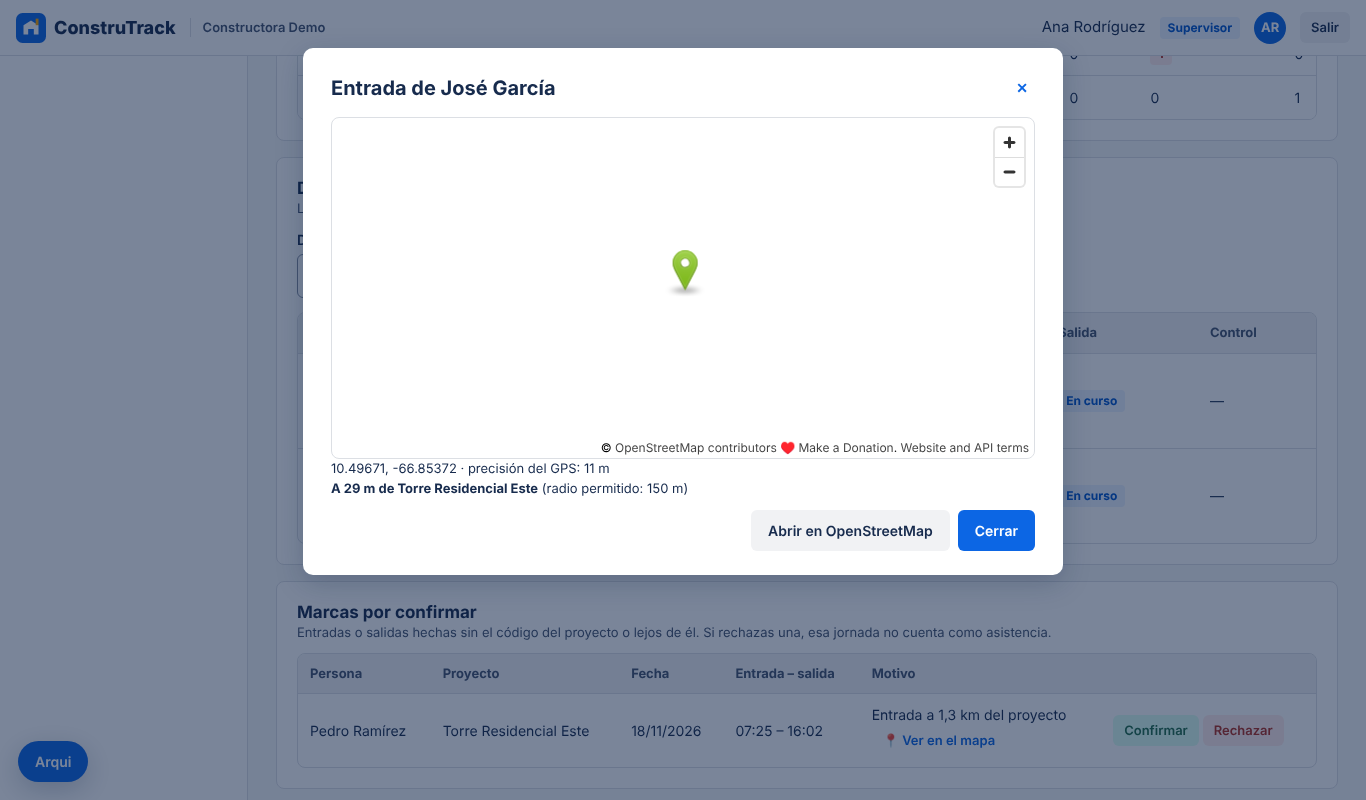 ConstruTrack
Constructora Demo
Ana Rodríguez
Supervisor
AR
Salir
0
0 0 1
Entrada de José García
×
+
−
© OpenStreetMap contributors ❤️ Make a Donation. Website and API terms
10.49671, -66.85372 · precisión del GPS: 11 m
A 29 m de Torre Residencial Este (radio permitido: 150 m)
Abrir en OpenStreetMap
Cerrar
Salida Control
En curso —
En curso —
Marcas por confirmar
Entradas o salidas hechas sin el código del proyecto o lejos de él. Si rechazas una, esa jornada no cuenta como asistencia.
Persona Proyecto Fecha Entrada – salida Motivo
Pedro Ramírez Torre Residencial Este 18/11/2026 07:25 – 16:02 Entrada a 1,3 km del proyecto
📍 Ver en el mapa
Confirmar
Rechazar
Arqui